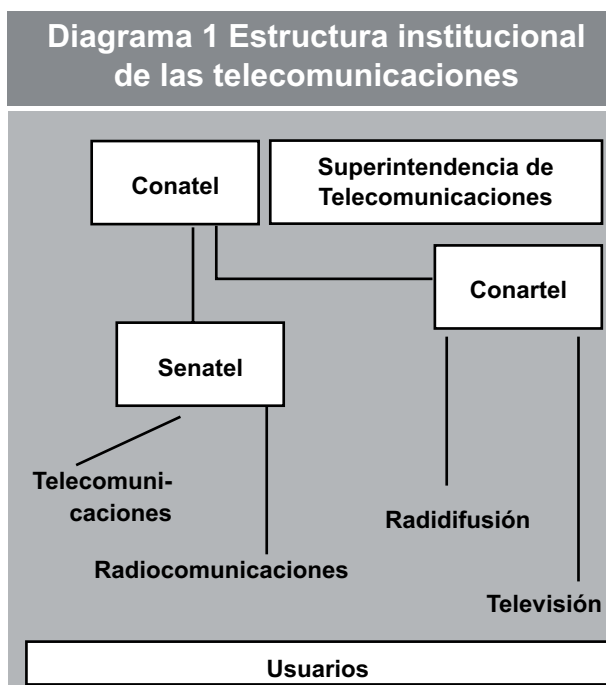 Diagrama 1 Estructura institucional
de las telecomunicaciones
Conatel
Superintendencia de
Telecomunicaciones
Conartel
Senatel
Telecomuni-
caciones
Radidifusión
Radiocomunicaciones
Televisión
Usuarios